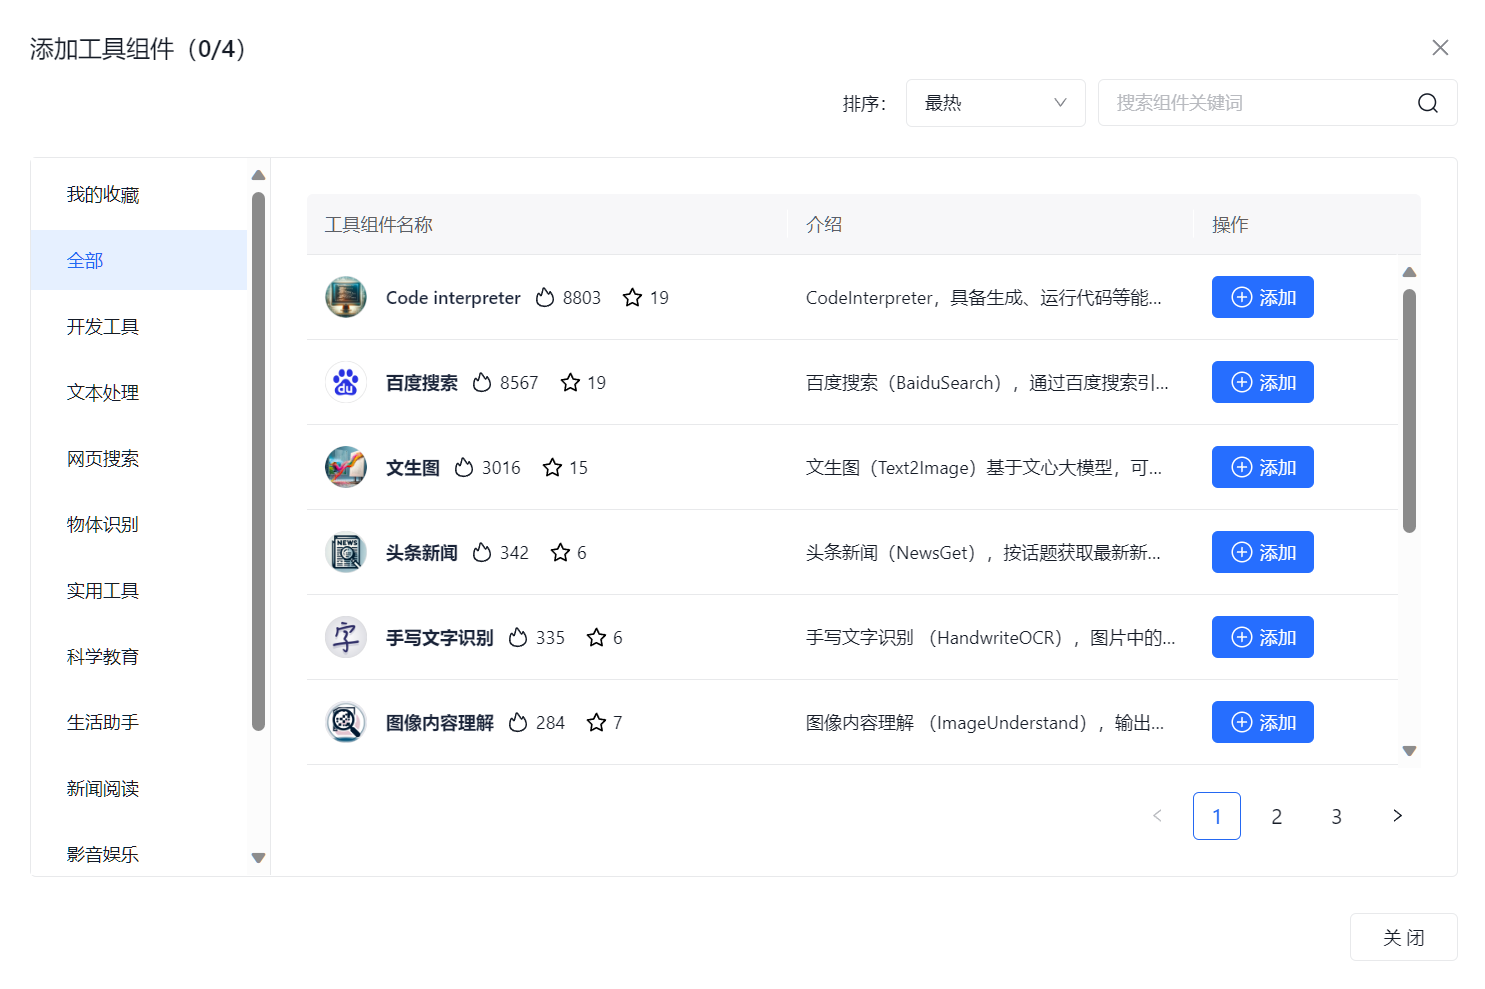 添加工具组件（0/4）
排序：
最热
搜索组件关键词
我的收藏
全部
开发工具
文本处理
网页搜索
物体识别
实用工具
科学教育
生活助手
新闻阅读
影音娱乐
工具组件名称
介绍
操作
Code interpreter 8803 19
CodeInterpreter，具备生成、运行代码等能...
添加
du
百度搜索 8567 19
百度搜索（BaiduSearch），通过百度搜索引...
添加
文生图 3016 15
文生图（Text2Image）基于文心大模型，可...
添加
NEWS
头条新闻 342 6
头条新闻（NewsGet），按话题获取最新新...
添加
字
手写文字识别 335 6
手写文字识别 （HandwriteOCR），图片中的...
添加
图像内容理解 284 7
图像内容理解 （ImageUnderstand），输出...
添加
1
2
3
关 闭